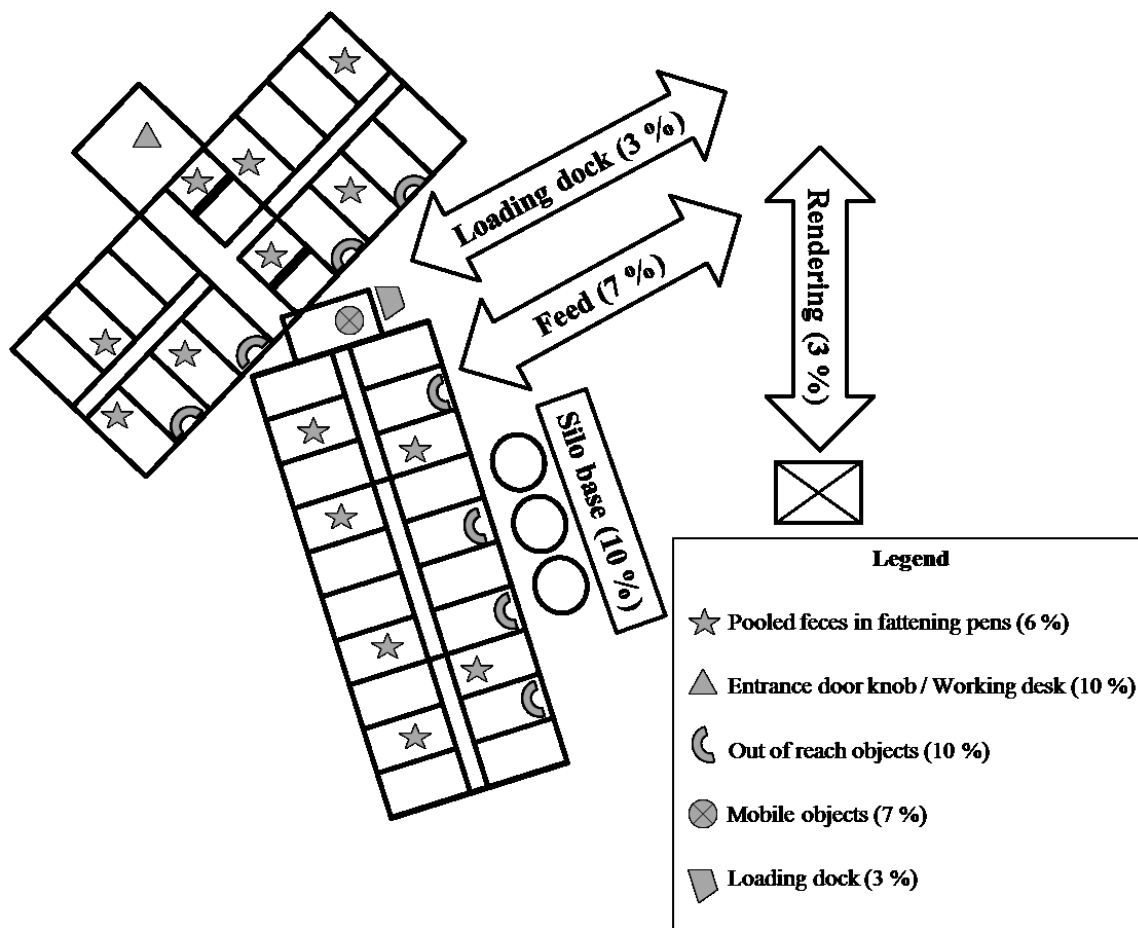 Loading dock (3 %)
Feed (7 %)
Rendering (3 %)
Silo base (10 %)
Legend
Pooled feces in fattening pens (6 %)
Entrance door knob / Working desk (10 %)
Out of reach objects (10 %)
Mobile objects (7 %)
Loading dock (3 %)